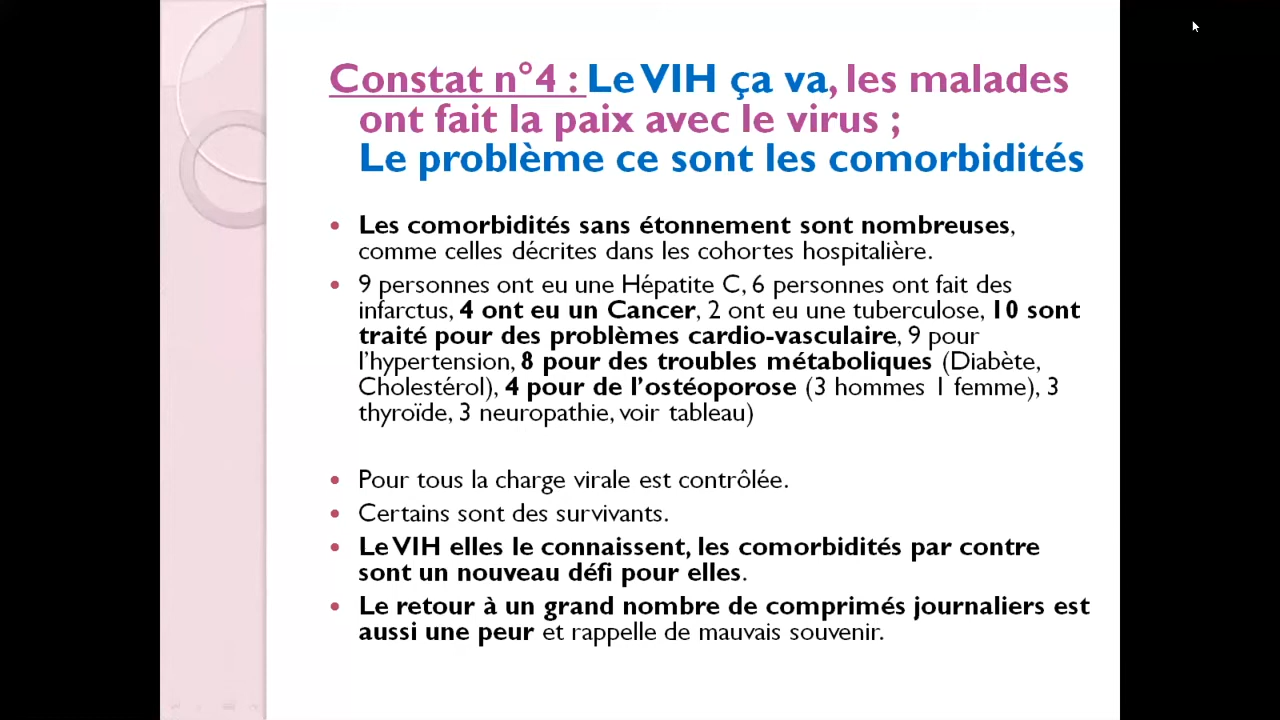 Constat n°4 : Le VIH ça va, les malades
ont fait la paix avec le virus ;
Le problème ce sont les comorbidités
• Les comorbidités sans étonnement sont nombreuses,
comme celles décrites dans les cohortes hospitalière.
• 9 personnes ont eu une Hépatite C, 6 personnes ont fait des
infarctus, 4 ont eu un Cancer, 2 ont eu une tuberculose, 10 sont
traité pour des problèmes cardio-vasculaire, 9 pour
l'hypertension, 8 pour des troubles métaboliques (Diabète,
Cholestérol), 4 pour de l'ostéoporose (3 hommes 1 femme), 3
thyroïde, 3 neuropathie, voir tableau)
• Pour tous la charge virale est contrôlée.
• Certains sont des survivants.
• Le VIH elles le connaissent, les comorbidités par contre
sont un nouveau défi pour elles.
• Le retour à un grand nombre de comprimés journaliers est
aussi une peur et rappelle de mauvais souvenir.